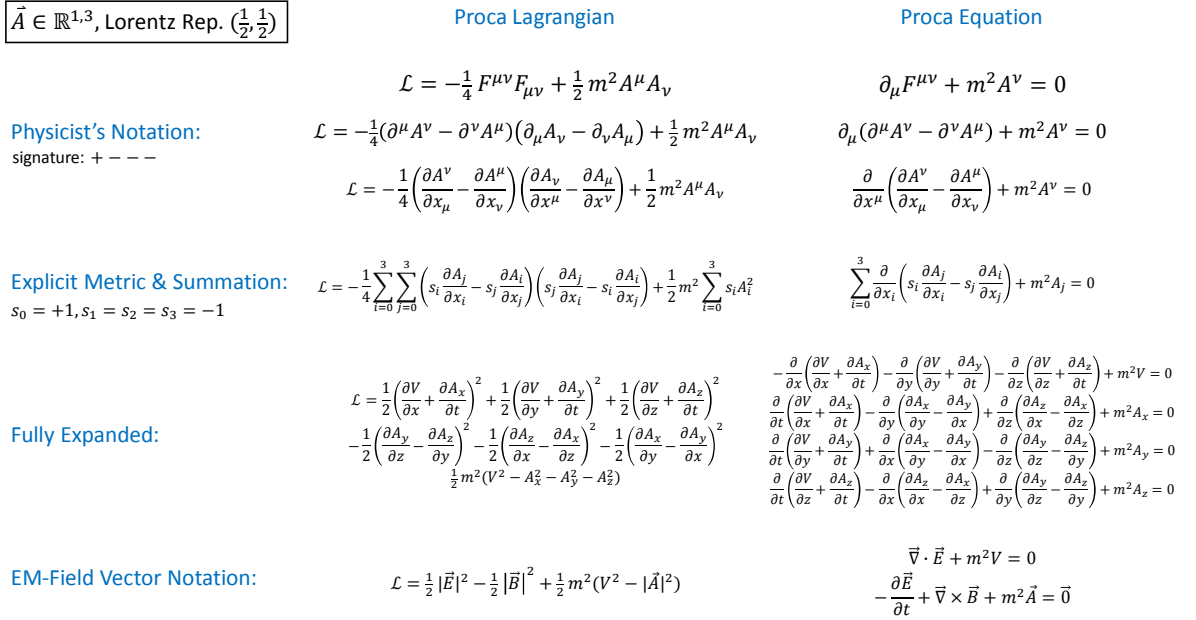 A⃗ ∈ ℝ^{1,3}, Lorentz Rep. (½,½)
Proca Lagrangian
Proca Equation
ℒ = −¼ F^{μν}F_{μν} + ½ m²A^μA_ν
∂_μF^{μν} + m²A^ν = 0
Physicist's Notation:
signature: + − − −
ℒ = −¼(∂^μA^ν − ∂^νA^μ)(∂_μA_ν − ∂_νA_μ) + ½ m²A^μA_ν
∂_μ(∂^μA^ν − ∂^νA^μ) + m²A^ν = 0
ℒ = −1/4 (∂A^ν/∂x_μ − ∂A^μ/∂x_ν)(∂A_ν/∂x^μ − ∂A_μ/∂x^ν) + 1/2 m²A^μA_ν
∂/∂x^μ (∂A^ν/∂x_μ − ∂A^μ/∂x_ν) + m²A^ν = 0
Explicit Metric & Summation:
s₀ = +1, s₁ = s₂ = s₃ = −1
ℒ = −1/4 ∑_{i=0}^{3} ∑_{j=0}^{3} (s_i ∂A_j/∂x_i − s_j ∂A_i/∂x_j)(s_j ∂A_j/∂x_i − s_i ∂A_i/∂x_j) + 1/2 m² ∑_{i=0}^{3} s_iA_i²
∑_{i=0}^{3} ∂/∂x_i (s_i ∂A_j/∂x_i − s_j ∂A_i/∂x_j) + m²A_j = 0
Fully Expanded:
ℒ = 1/2 (∂V/∂x + ∂A_x/∂t)² + 1/2 (∂V/∂y + ∂A_y/∂t)² + 1/2 (∂V/∂z + ∂A_z/∂t)²
−1/2 (∂A_y/∂z − ∂A_z/∂y)² − 1/2 (∂A_z/∂x − ∂A_x/∂z)² − 1/2 (∂A_x/∂y − ∂A_y/∂x)²
½ m²(V² − A_x² − A_y² − A_z²)
−∂/∂x (∂V/∂x + ∂A_x/∂t) − ∂/∂y (∂V/∂y + ∂A_y/∂t) − ∂/∂z (∂V/∂z + ∂A_z/∂t) + m²V = 0
∂/∂t (∂V/∂x + ∂A_x/∂t) − ∂/∂y (∂A_x/∂y − ∂A_y/∂x) + ∂/∂z (∂A_z/∂x − ∂A_x/∂z) + m²A_x = 0
∂/∂t (∂V/∂y + ∂A_y/∂t) + ∂/∂x (∂A_x/∂y − ∂A_y/∂x) − ∂/∂z (∂A_y/∂z − ∂A_z/∂y) + m²A_y = 0
∂/∂t (∂V/∂z + ∂A_z/∂t) − ∂/∂x (∂A_z/∂x − ∂A_x/∂z) + ∂/∂y (∂A_y/∂z − ∂A_z/∂y) + m²A_z = 0
EM-Field Vector Notation:
ℒ = ½ |E⃗|² − ½ |B⃗|² + ½ m²(V² − |A⃗|²)
∇⃗ · E⃗ + m²V = 0
−∂E⃗/∂t + ∇⃗ × B⃗ + m²A⃗ = 0⃗